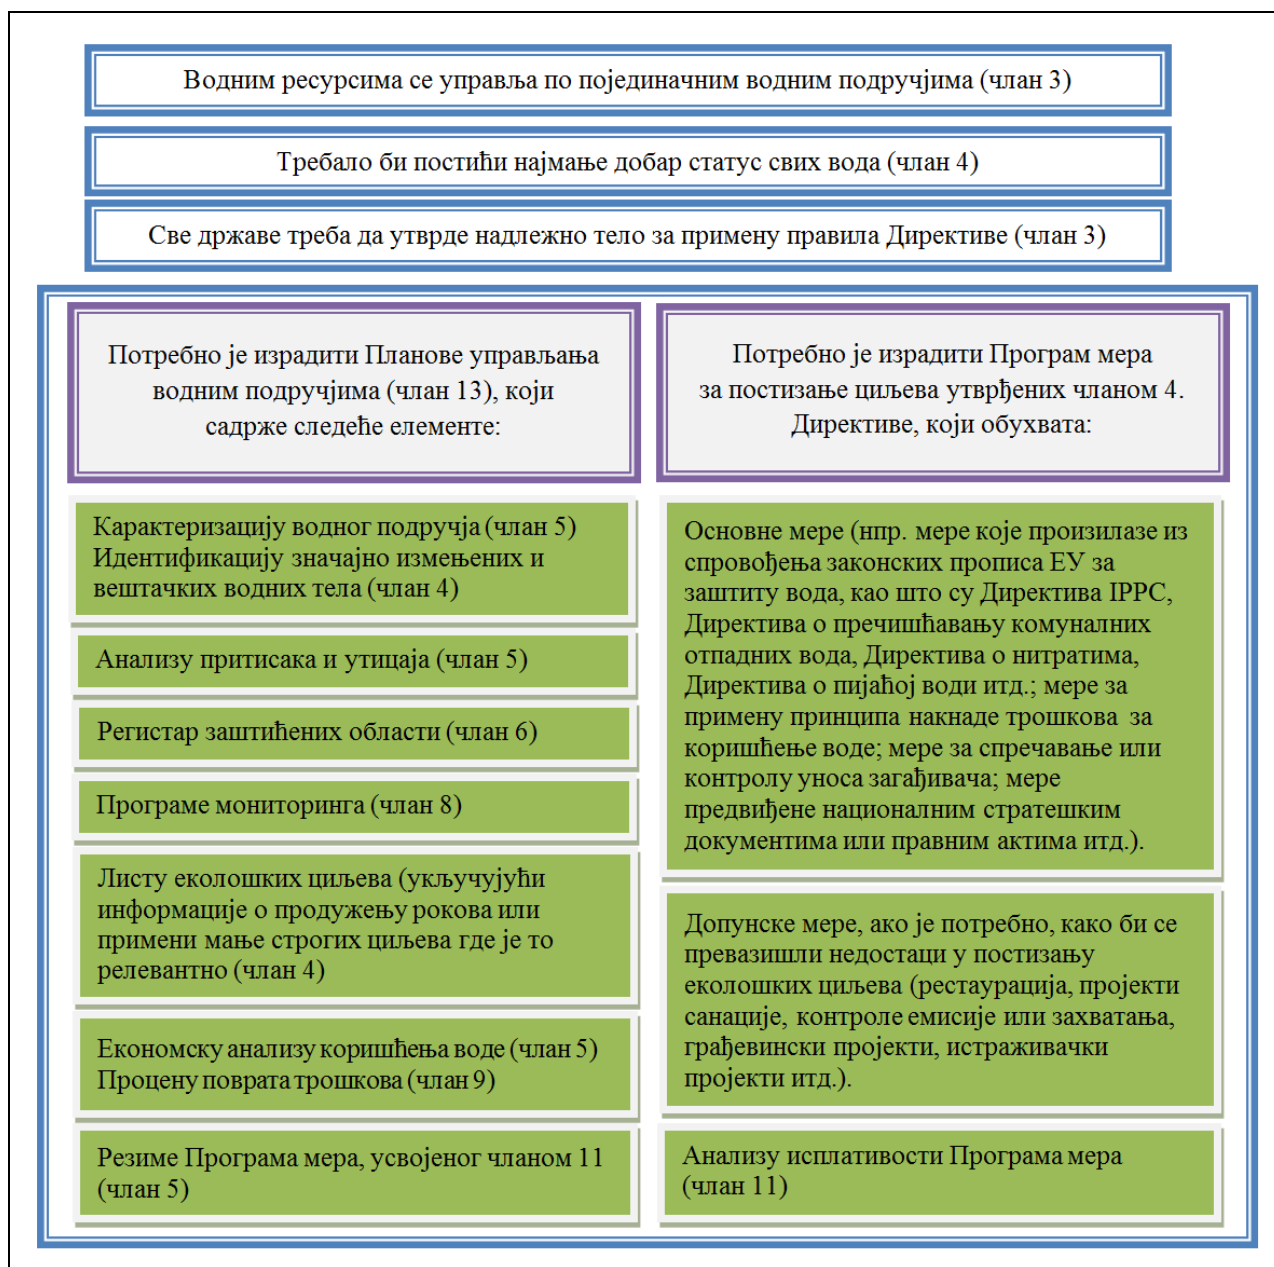 Водним ресурсима се управља по појединачним водним подручјима (члан 3)
Требало би постићи најмање добар статус свих вода (члан 4)
Све државе треба да утврде надлежно тело за примену правила Директиве (члан 3)
Потребно је израдити Планове управљања
водним подручјима (члан 13), који
садрже следеће елементе:
Карактеризацију водног подручја (члан 5)
Идентификацију значајно измењених и
вештачких водних тела (члан 4)
Анализу притисака и утицаја (члан 5)
Регистар заштићених области (члан 6)
Програме мониторинга (члан 8)
Листу еколошких циљева (укључујући
информације о продужењу рокова или
примени мање строгих циљева где је то
релевантно (члан 4)
Економску анализу коришћења воде (члан 5)
Процену поврата трошкова (члан 9)
Резиме Програма мера, усвојеног чланом 11
(члан 5)
Потребно је израдити Програм мера
за постизање циљева утврђених чланом 4.
Директиве, који обухвата:
Основне мере (нпр. мере које произилазе из
спровођења законских прописа ЕУ за
заштиту вода, као што су Директива IPPC,
Директива о пречишћавању комуналних
отпадних вода, Директива о нитратима,
Директива о пијаћој води итд.; мере за
примену принципа накнаде трошкова за
коришћење воде; мере за спречавање или
контролу уноса загађивача; мере
предвиђене националним стратешким
документима или правним актима итд.).
Допунске мере, ако је потребно, како би се
превазишли недостаци у постизању
еколошких циљева (рестаурација, пројекти
санације, контроле емисије или захватања,
грађевински пројекти, истраживачки
пројекти итд.).
Анализу исплативости Програма мера
(члан 11)